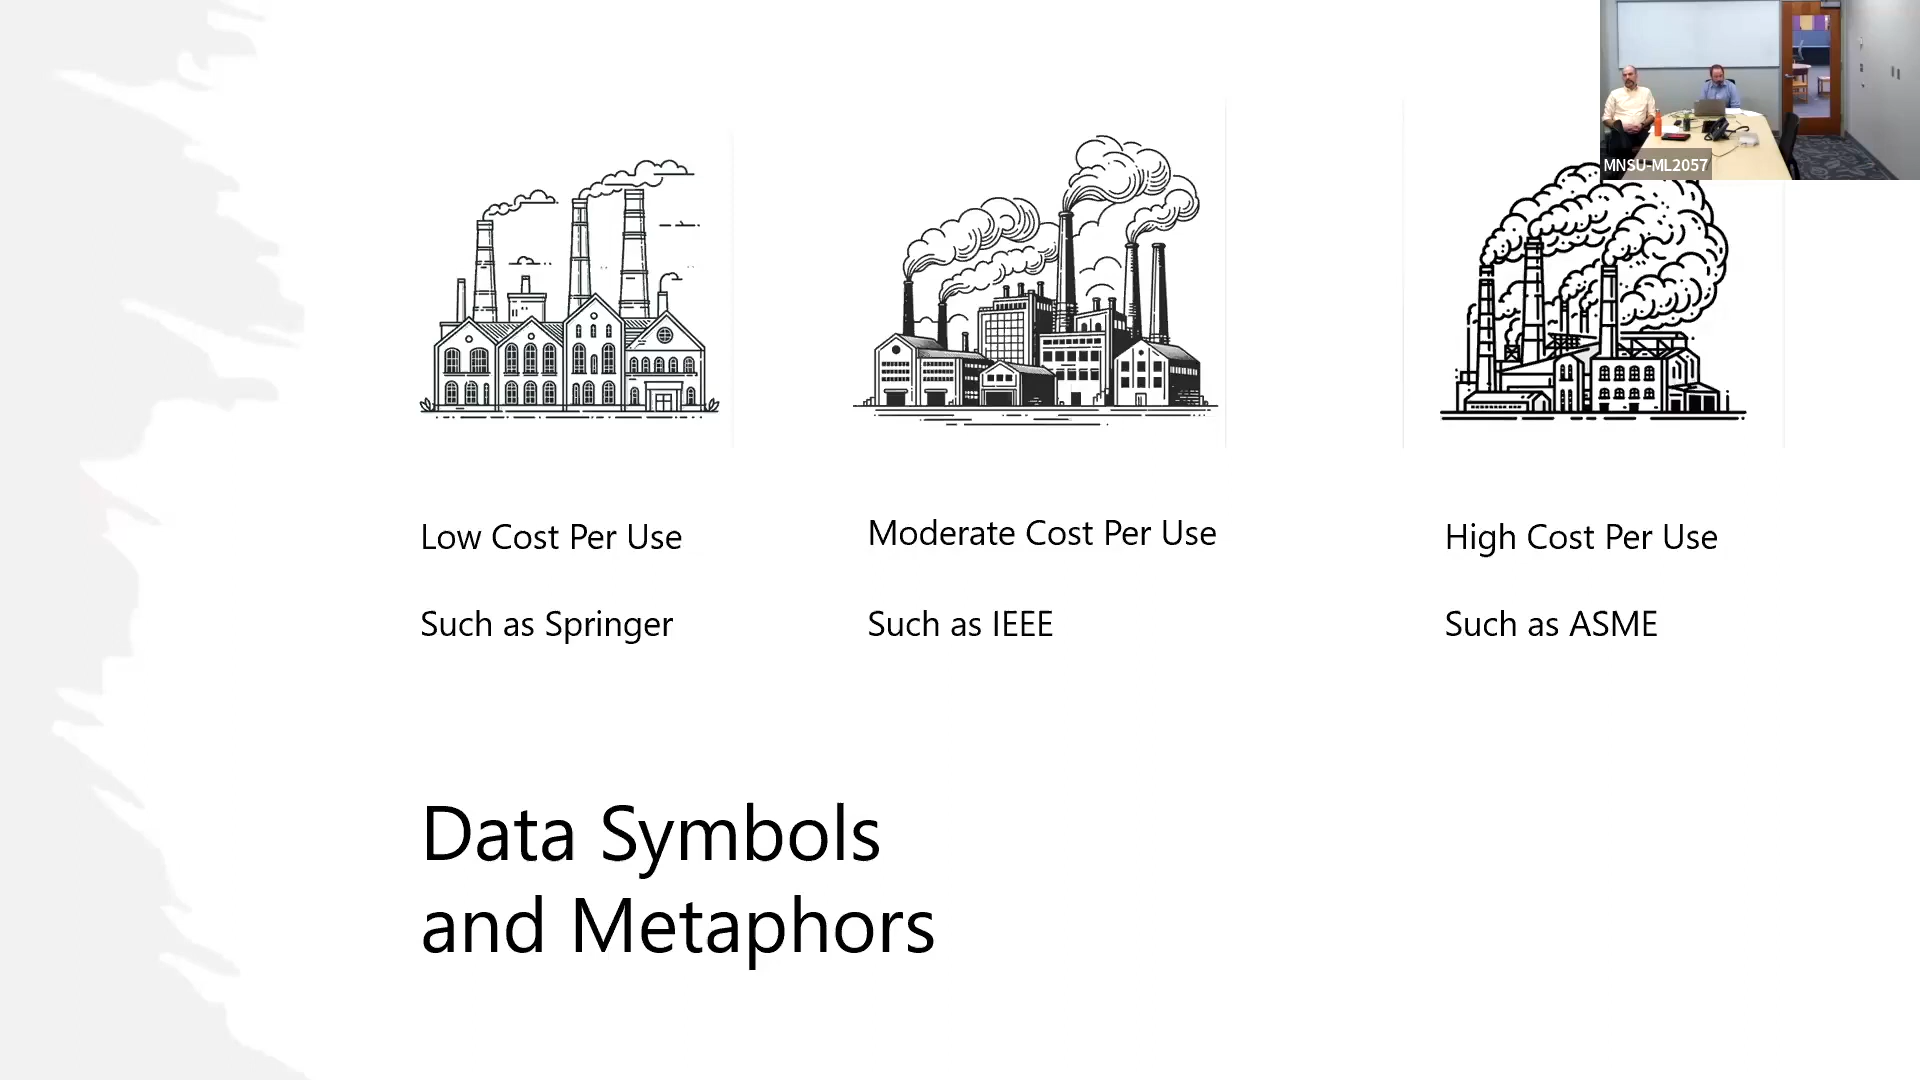 MNSU-ML2057
Low Cost Per Use
Moderate Cost Per Use
High Cost Per Use
Such as Springer
Such as IEEE
Such as ASME
Data Symbols
and Metaphors